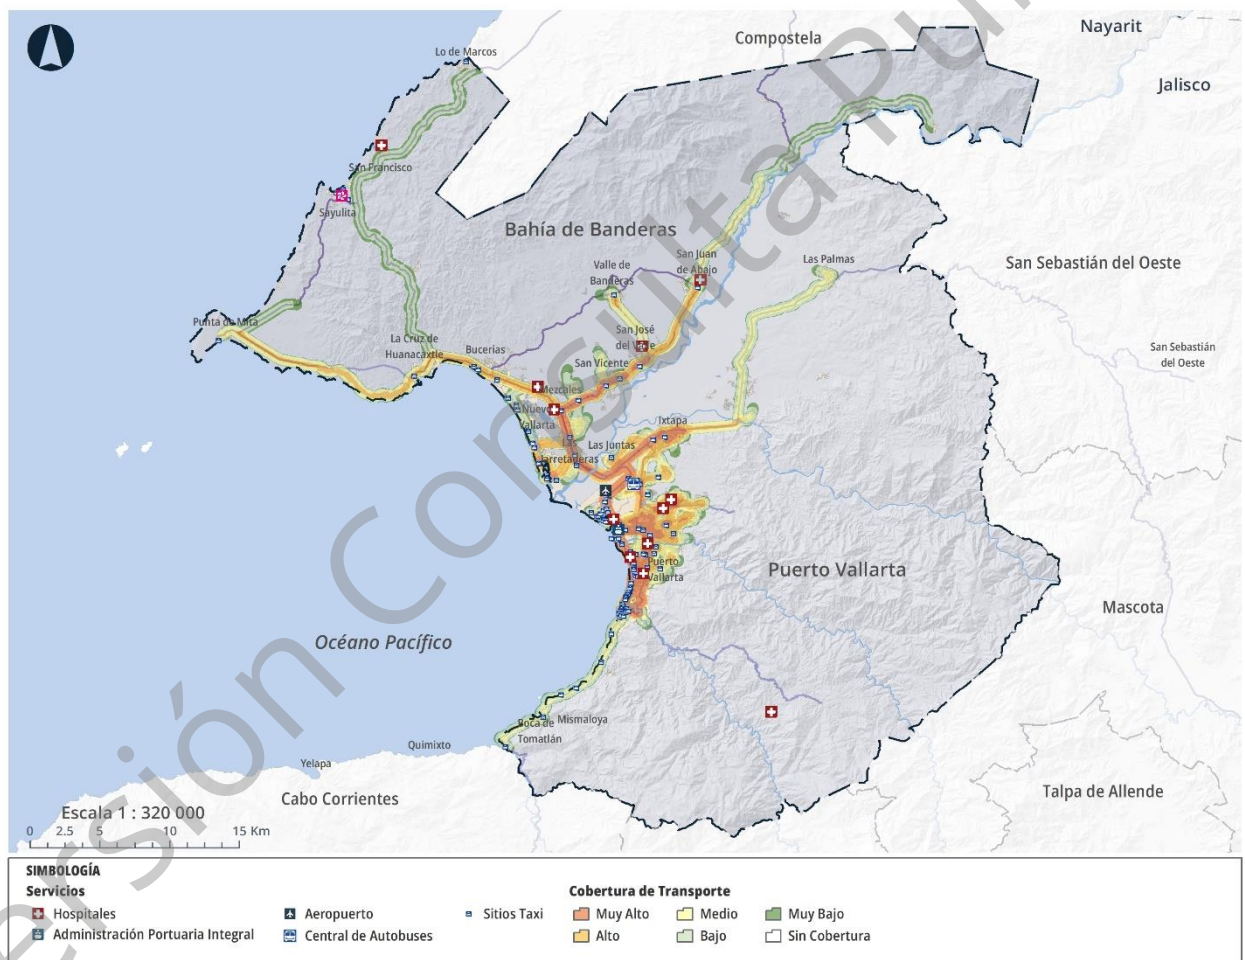 Nayarit
Compostela
Lo de Marcos
Jalisco
San Francisco
Sayulita
Bahía de Banderas
San Juan
de Abajo
Las Palmas
San Sebastián del Oeste
Valle de
Banderas
Punta de Mita
La Cruz de
Huanacaxtle
Bucerias
San José
del Valle
San Vicente
San Sebastián
del Oeste
Mezcales
Nuevo
Vallarta
Ixtapa
Las Juntas
Las
Jarretaderas
Puerto
Vallarta
Puerto Vallarta
Mascota
Océano Pacífico
Boca de
Tomatlán
Mismaloya
Quimixto
Yelapa
Cabo Corrientes
Talpa de Allende
Escala 1 : 320 000
0 2.5 5 10 15 Km
Versión Consulta Pública
SIMBOLOGÍA
Servicios
Hospitales
Administración Portuaria Integral
Aeropuerto
Central de Autobuses
Sitios Taxi
Cobertura de Transporte
Muy Alto
Alto
Medio
Bajo
Muy Bajo
Sin Cobertura